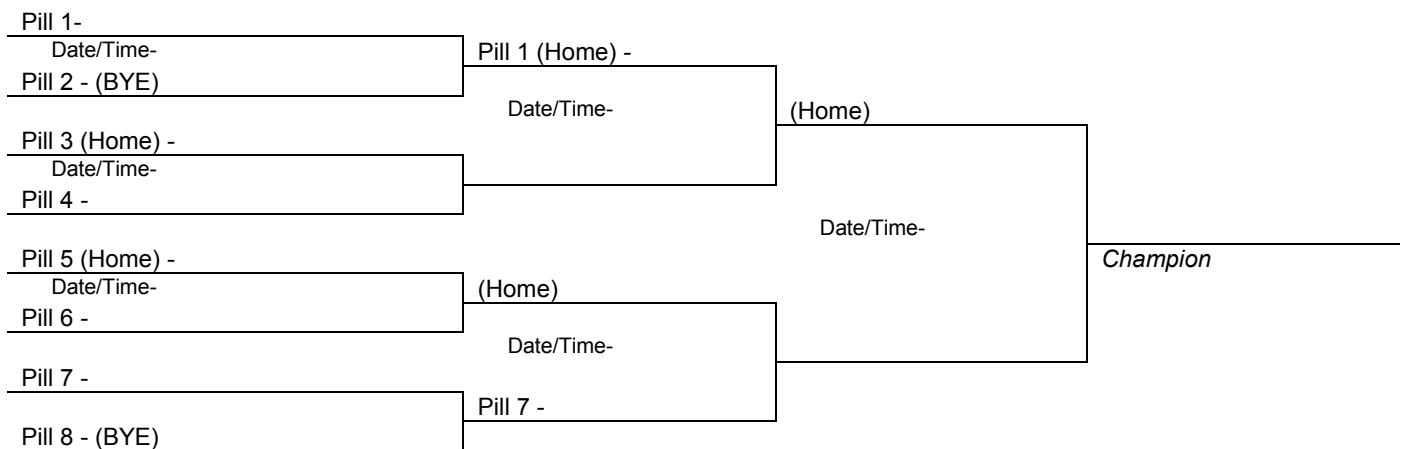 Pill 1-
Date/Time-
Pill 2 - (BYE)
Pill 3 (Home) -
Date/Time-
Pill 4 -
Pill 5 (Home) -
Date/Time-
Pill 6 -
Pill 7 -
Pill 8 - (BYE)
Pill 1 (Home) -
Date/Time-
(Home)
Date/Time-
Pill 7 -
(Home)
Date/Time-
Champion